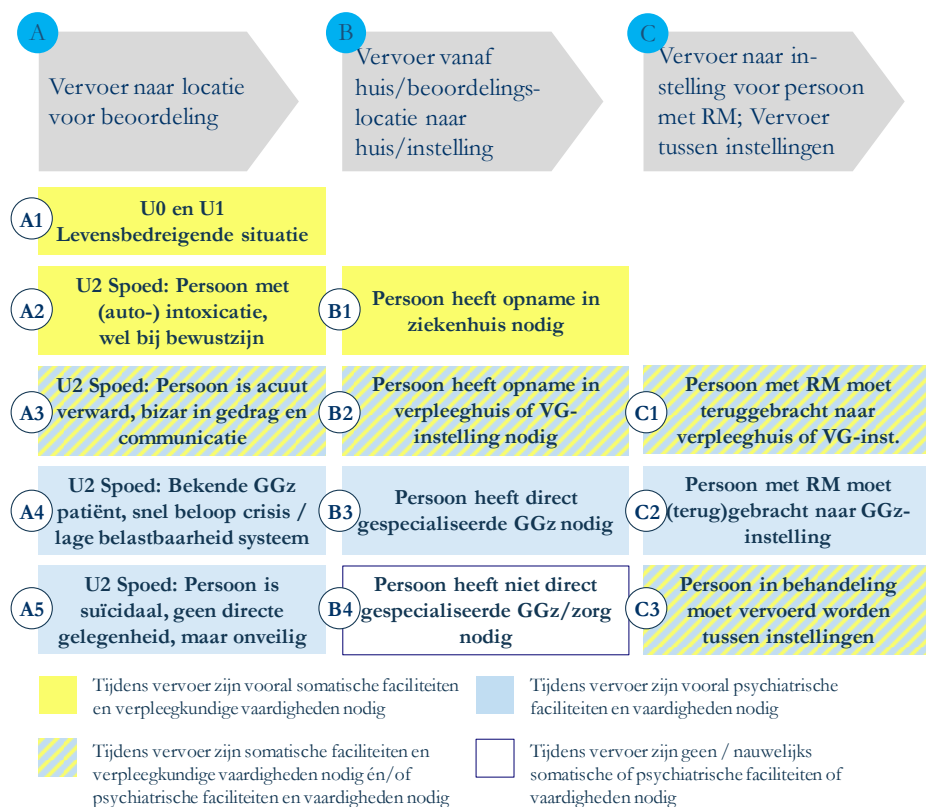 A
Vervoer naar locatie
voor beoordeling
B
Vervoer vanaf
huis/beoordelings-
locatie naar
huis/instelling
C
Vervoer naar in-
stelling voor persoon
met RM; Vervoer
tussen instellingen
A1
U0 en U1
Levensbedreigende situatie
A2
U2 Spoed: Persoon met
(auto-) intoxicatie,
wel bij bewustzijn
B1
Persoon heeft opname in
ziekenhuis nodig
A3
U2 Spoed: Persoon is acuut
verward, bizar in gedrag en
communicatie
B2
Persoon heeft opname in
verpleeghuis of VG-
instelling nodig
C1
Persoon met RM moet
teruggebracht naar
verpleeghuis of VG-inst.
A4
U2 Spoed: Bekende GGz
patiënt, snel beloop crisis /
lage belastbaarheid systeem
B3
Persoon heeft direct
gespecialiseerde GGz nodig
C2
Persoon met RM moet
(terug)gebracht naar GGz-
instelling
A5
U2 Spoed: Persoon is
suïcidaal, geen directe
gelegenheid, maar onveilig
B4
Persoon heeft niet direct
gespecialiseerde GGz/zorg
nodig
C3
Persoon in behandeling
moet vervoerd worden
tussen instellingen
Tijdens vervoer zijn vooral somatische faciliteiten
en verpleegkundige vaardigheden nodig
Tijdens vervoer zijn vooral psychiatrische
faciliteiten en vaardigheden nodig
Tijdens vervoer zijn somatische faciliteiten en
verpleegkundige vaardigheden nodig én/of
psychiatrische faciliteiten en vaardigheden nodig
Tijdens vervoer zijn geen / nauwelijks
somatische of psychiatrische faciliteiten of
vaardigheden nodig